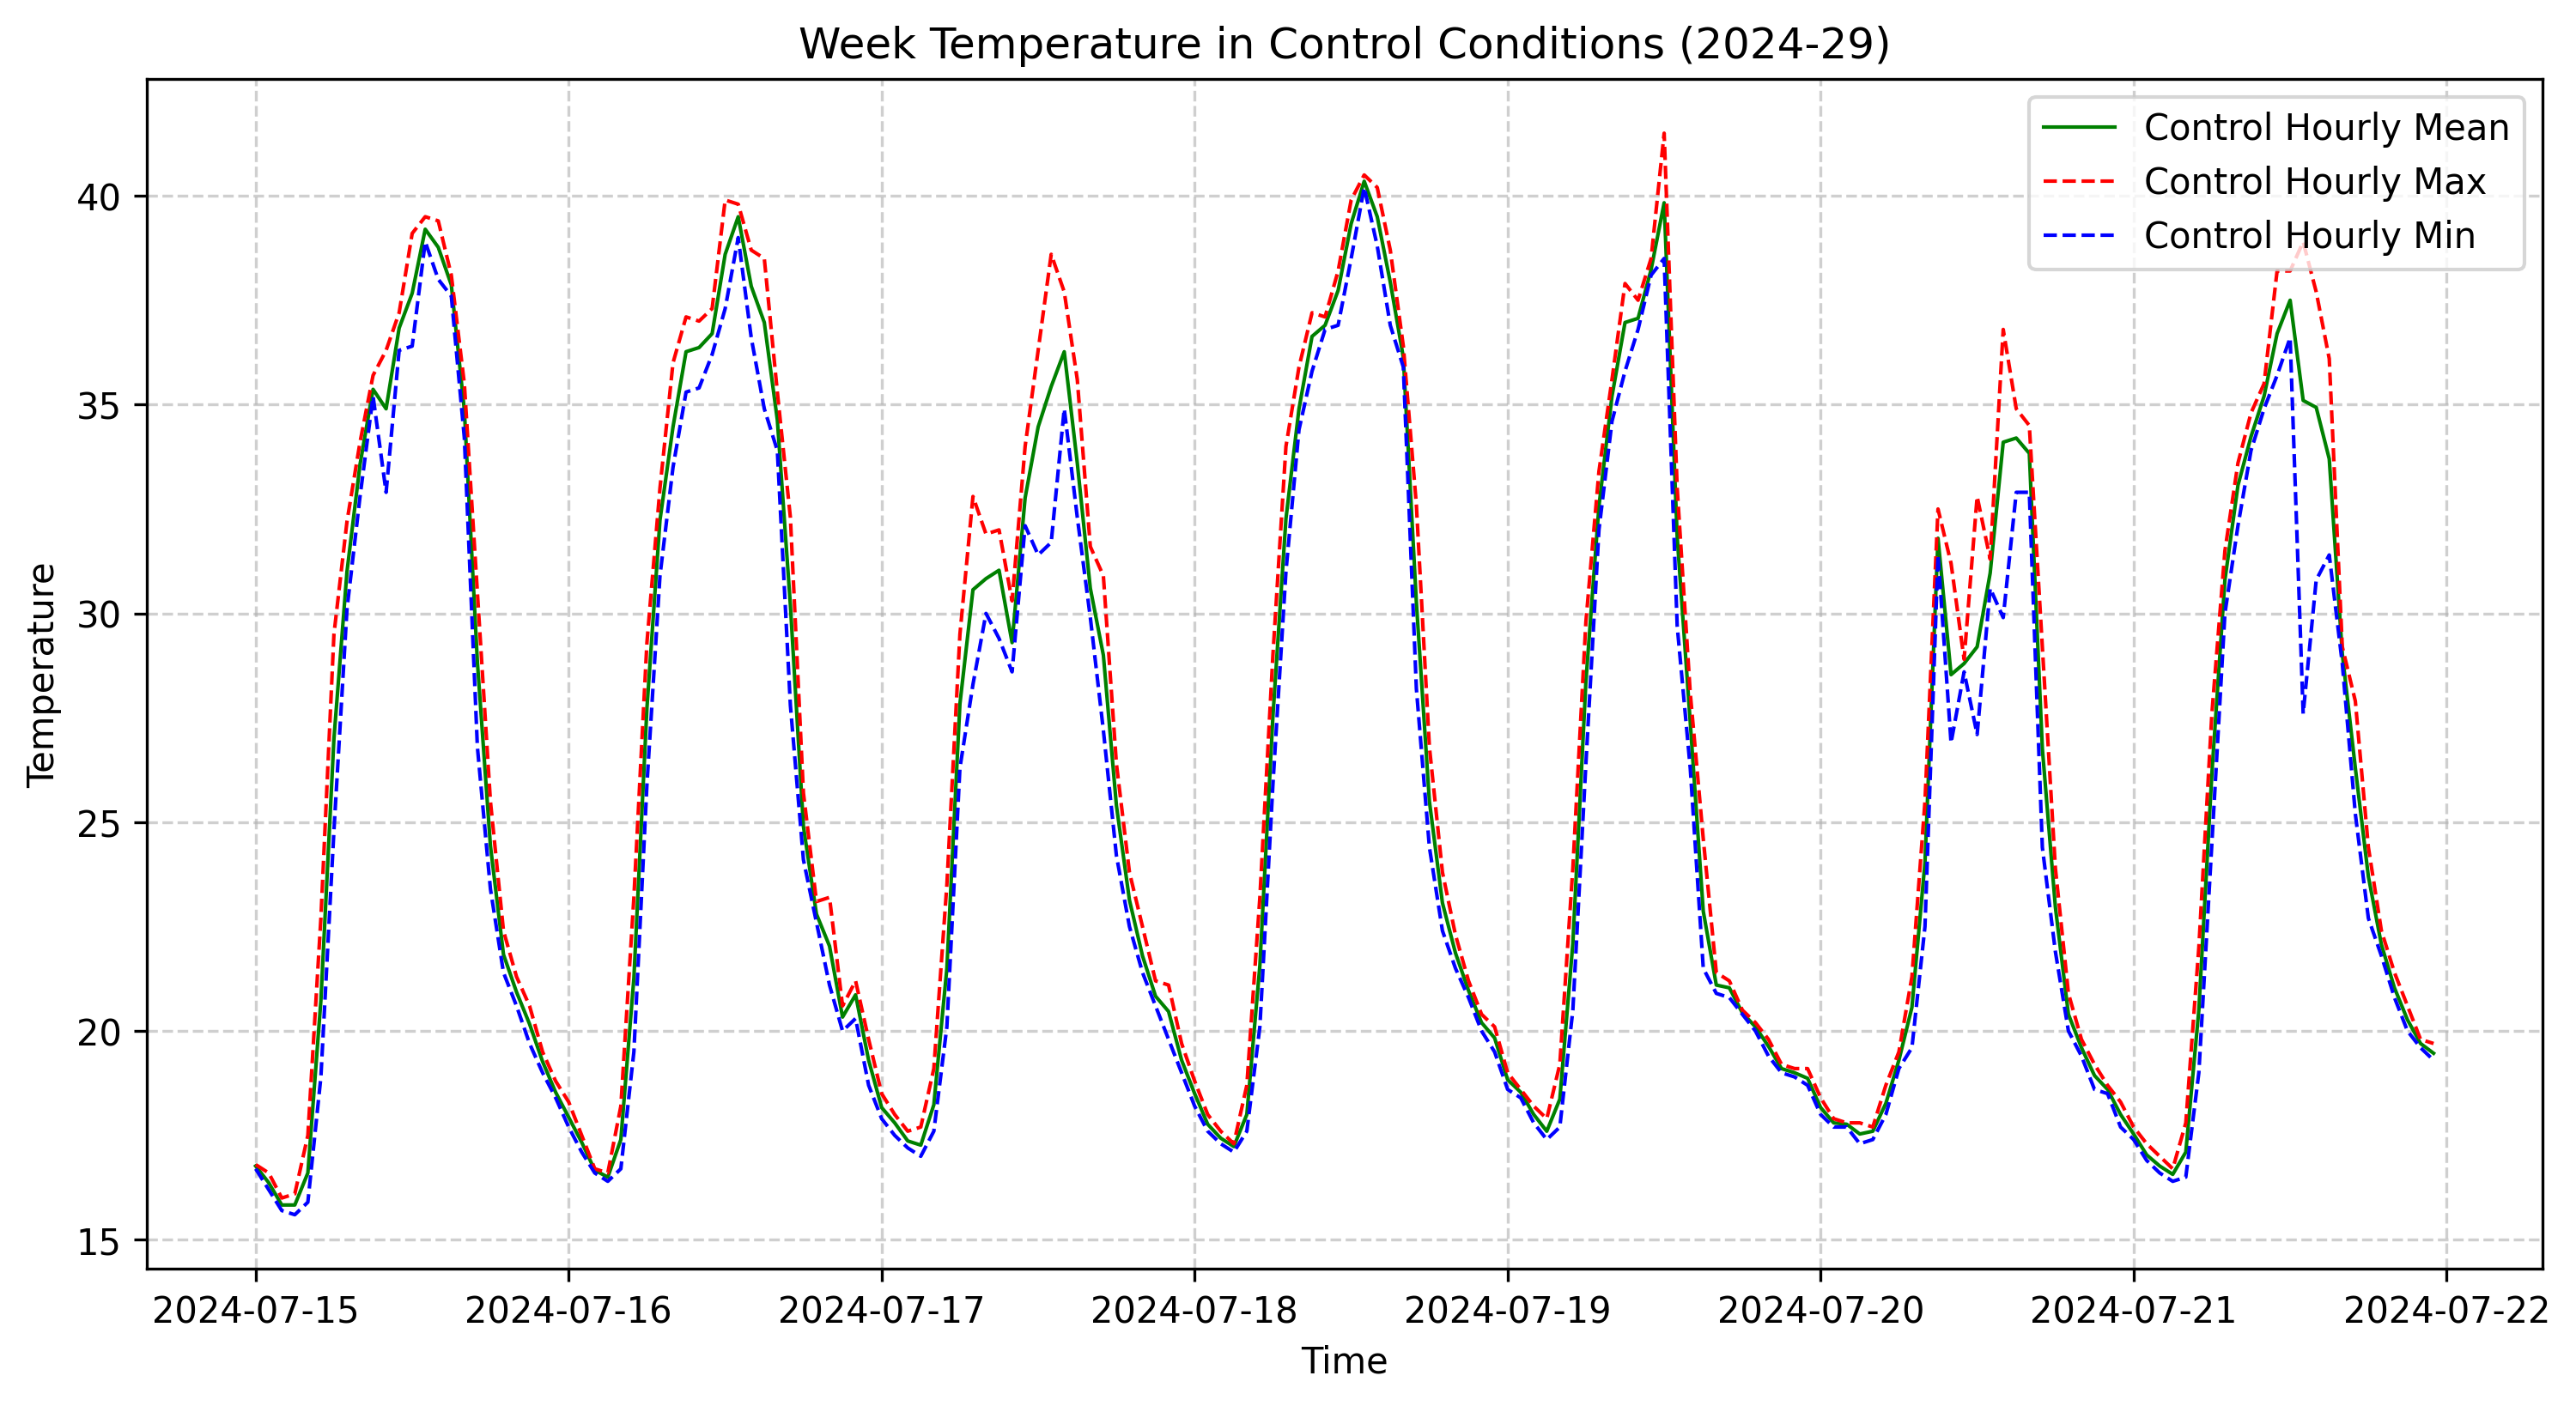 Week Temperature in Control Conditions (2024-29)
Control Hourly Mean
Control Hourly Max
Control Hourly Min
Temperature
40
35
30
25
20
15
2024-07-15 2024-07-16 2024-07-17 2024-07-18 2024-07-19 2024-07-20 2024-07-21 2024-07-22
Time